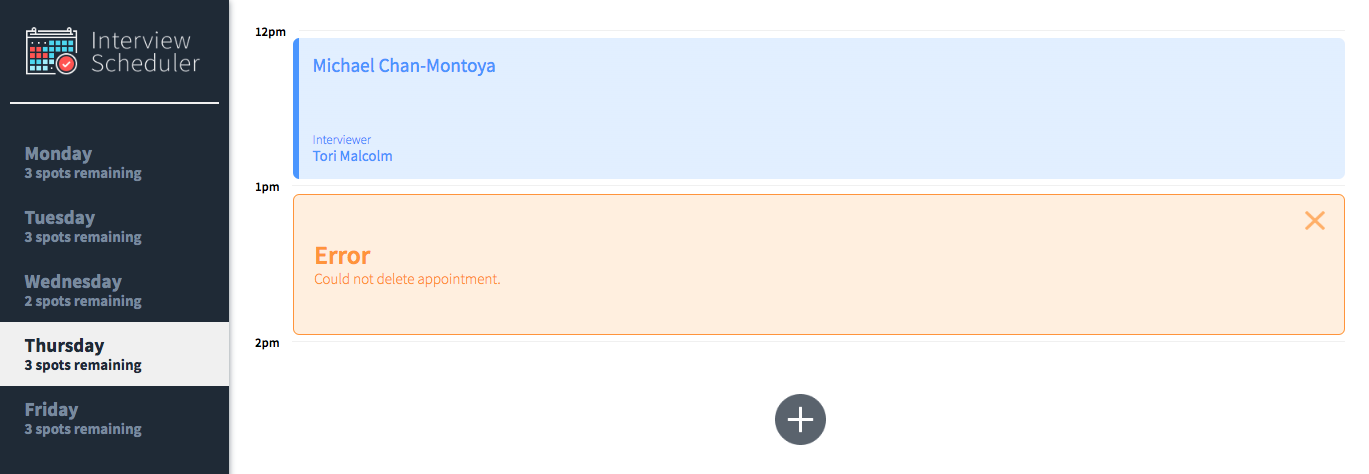 Interview
Scheduler
Monday
3 spots remaining
Tuesday
3 spots remaining
Wednesday
2 spots remaining
Thursday
3 spots remaining
Friday
3 spots remaining
12pm
Michael Chan-Montoya
Interviewer
Tori Malcolm
1pm
Error
Could not delete appointment.
2pm